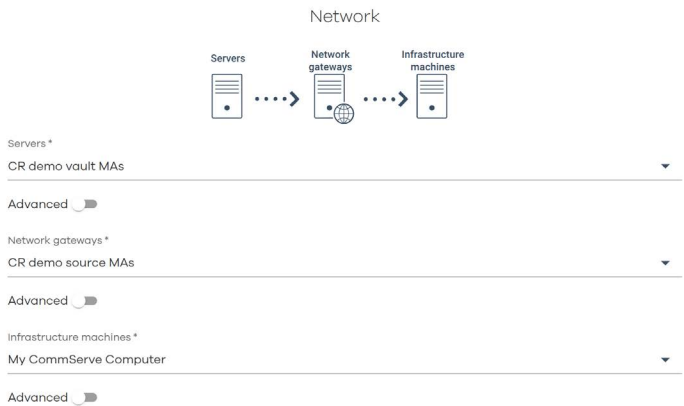 Network
Servers
Network
gateways
Infrastructure
machines
Servers *
CR demo vault MAs
Advanced
Network gateways *
CR demo source MAs
Advanced
Infrastructure machines *
My CommServe Computer
Advanced